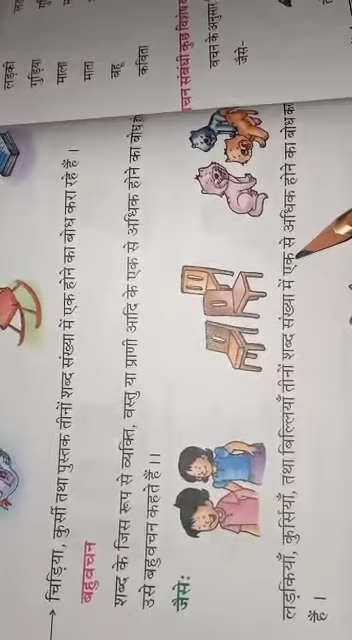 लड़की
गुड़िया
माला
माता
बहू
कविता
वचन के अनुसार
जैसे-
चिड़िया, कुर्सी तथा पुस्तक तीनों शब्द संख्या में एक होने का बोध करा रहे हैं ।
बहुवचन
शब्द के जिस रूप से व्यक्ति, वस्तु या प्राणी आदि के एक से अधिक होने का बोध हो
उसे बहुवचन कहते हैं ।।
जैसे:
लड़कियाँ, कुर्सियाँ, तथा बिल्लियाँ तीनों शब्द संख्या में एक से अधिक होने का बोध करा
हैं ।